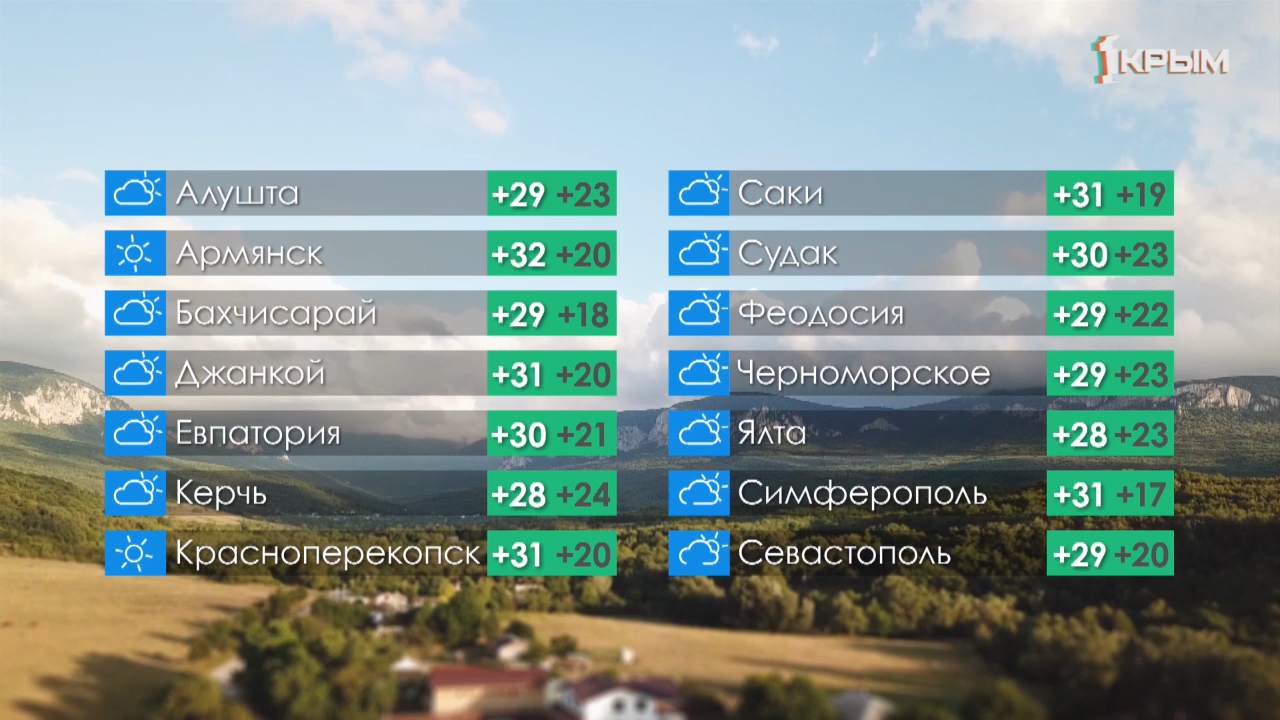 1КРЫМ
Алушта +29 +23
Армянск +32 +20
Бахчисарай +29 +18
Джанкой +31 +20
Евпатория +30 +21
Керчь +28 +24
Красноперекопск +31 +20
Саки +31 +19
Судак +30 +23
Феодосия +29 +22
Черноморское +29 +23
Ялта +28 +23
Симферополь +31 +17
Севастополь +29 +20